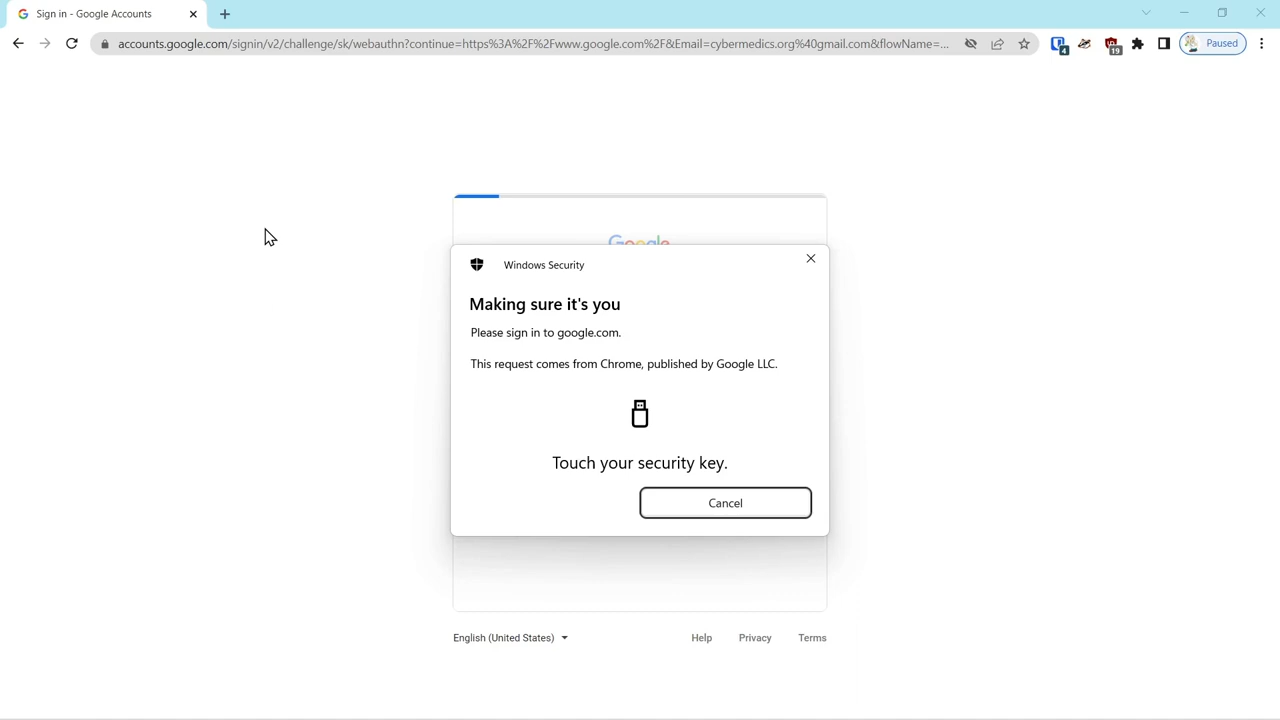 Sign in - Google Accounts
accounts.google.com/signin/v2/challenge/sk/webauthn?continue=https%3A%2F%2Fwww.google.com%2F&Email=cybermedics.org%40gmail.com&flowName=...
4
19
Paused
Google
Windows Security
Making sure it's you
Please sign in to google.com.
This request comes from Chrome, published by Google LLC.
Touch your security key.
Cancel
English (United States)
Help
Privacy
Terms